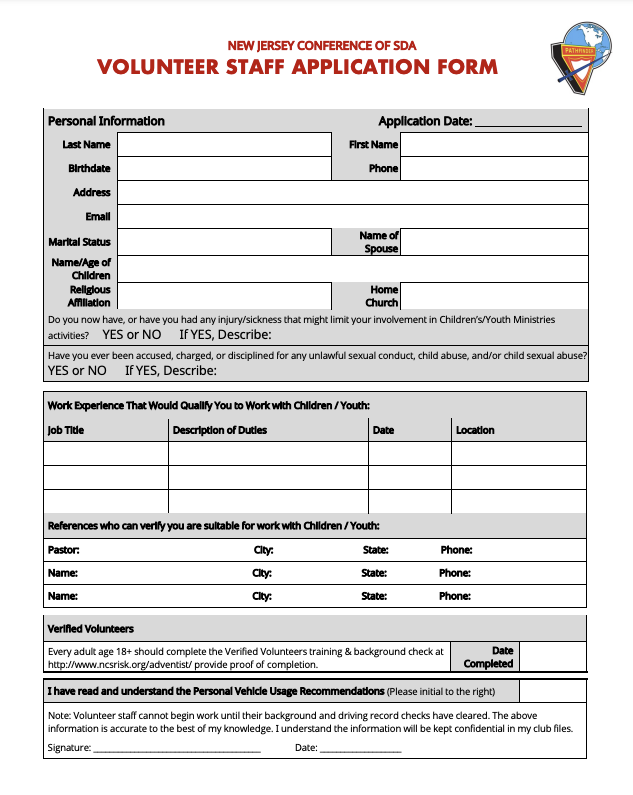 NEW JERSEY CONFERENCE OF SDA
VOLUNTEER STAFF APPLICATION FORM
PATHFINDER
Personal Information Application Date: ____________________
Last Name First Name
Birthdate Phone
Address
Email
Marital Status Name of Spouse
Name/Age of Children
Religious Affiliation Home Church
Do you now have, or have you had any injury/sickness that might limit your involvement in Children's/Youth Ministries
activities? YES or NO If YES, Describe:
Have you ever been accused, charged, or disciplined for any unlawful sexual conduct, child abuse, and/or child sexual abuse?
YES or NO If YES, Describe:
Work Experience That Would Qualify You to Work with Children / Youth:
Job Title Description of Duties Date Location
References who can verify you are suitable for work with Children / Youth:
Pastor: City: State: Phone:
Name: City: State: Phone:
Name: City: State: Phone:
Verified Volunteers
Every adult age 18+ should complete the Verified Volunteers training & background check at
http://www.ncsrisk.org/adventist/ provide proof of completion.
Date
Completed
I have read and understand the Personal Vehicle Usage Recommendations (Please initial to the right)
Note: Volunteer staff cannot begin work until their background and driving record checks have cleared. The above
information is accurate to the best of my knowledge. I understand the information will be kept confidential in my club files.
Signature: ________________________________ Date: ________________